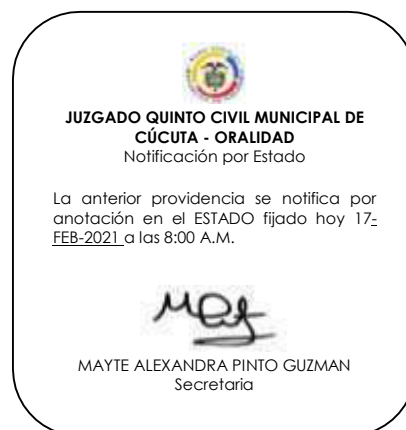 JUZGADO QUINTO CIVIL MUNICIPAL DE
CÚCUTA - ORALIDAD
Notificación por Estado
La anterior providencia se notifica por
anotación en el ESTADO fijado hoy 17-
FEB-2021 a las 8:00 A.M.
MAYTE ALEXANDRA PINTO GUZMAN
Secretaria